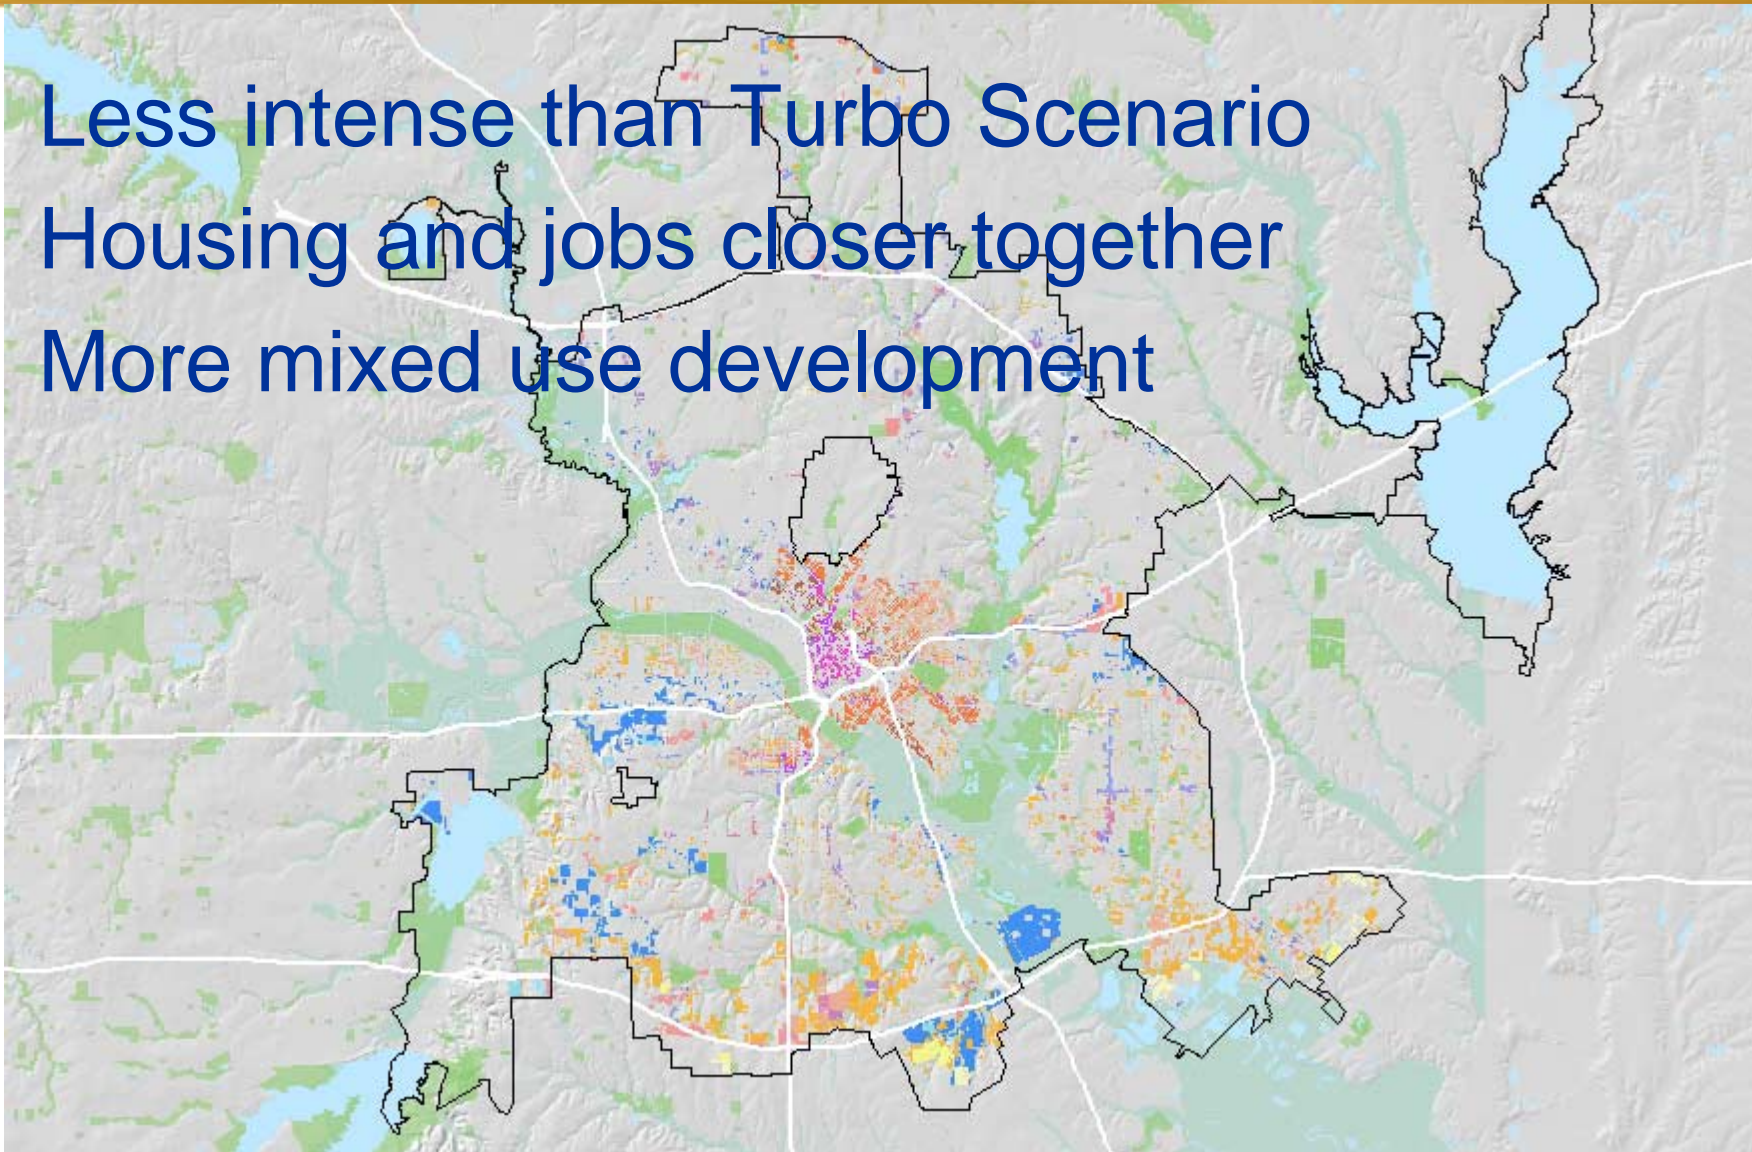 Less intense than Turbo Scenario
Housing and jobs closer together
More mixed use development